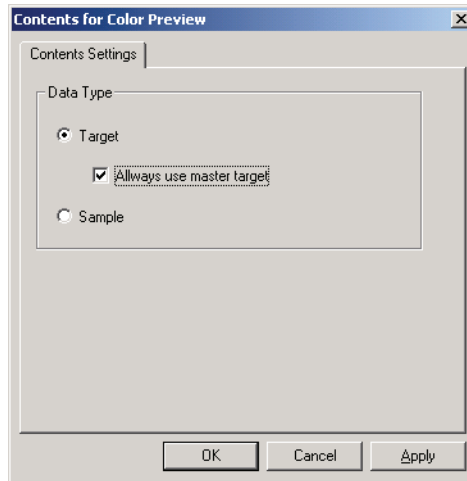 Contents for Color Preview
Contents Settings
Data Type
Target
Allways use master target
Sample
OK
Cancel
Apply